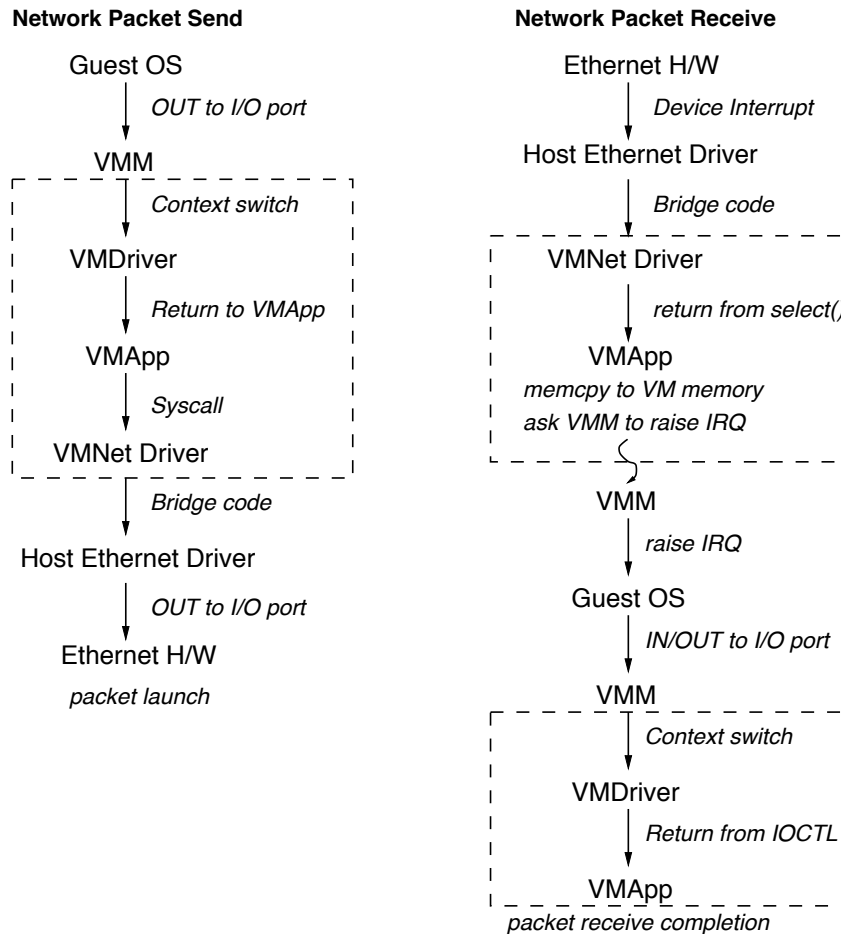 Network Packet Send
Guest OS
OUT to I/O port
VMM
Context switch
VMDriver
Return to VMApp
VMApp
Syscall
VMNet Driver
Bridge code
Host Ethernet Driver
OUT to I/O port
Ethernet H/W
packet launch
Network Packet Receive
Ethernet H/W
Device Interrupt
Host Ethernet Driver
Bridge code
VMNet Driver
return from select()
VMApp
memcpy to VM memory
ask VMM to raise IRQ
VMM
raise IRQ
Guest OS
IN/OUT to I/O port
VMM
Context switch
VMDriver
Return from IOCTL
VMApp
packet receive completion